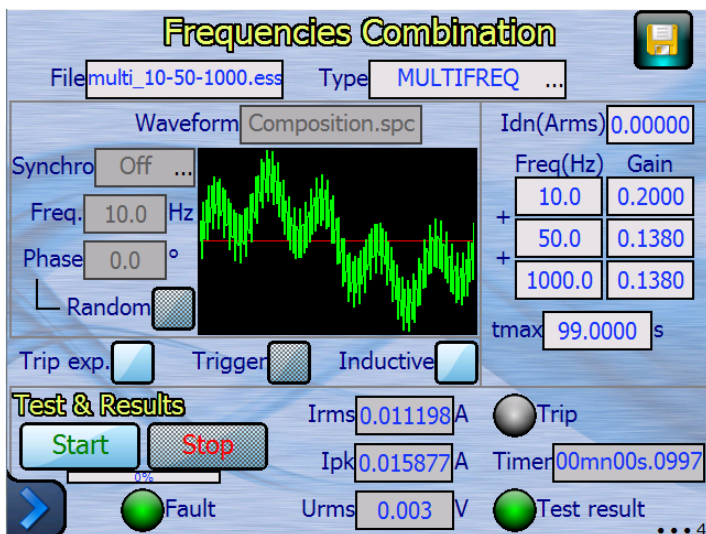 Frequencies Combination
File multi_10-50-1000.ess Type MULTIFREQ ...
Waveform Composition.spc
Idn(Arms) 0.00000
Synchro Off ...
Freq(Hz) Gain
Freq. 10.0 Hz
10.0 0.2000
+
50.0 0.1380
+
1000.0 0.1380
Phase 0.0 °
Random
tmax 99.0000 s
Trip exp. Trigger Inductive
Test & Results
Start Stop
0%
Fault
Irms 0.011198 A
Ipk 0.015877 A
Urms 0.003 V
Trip
Timer 00mn00s.0997
Test result
...4